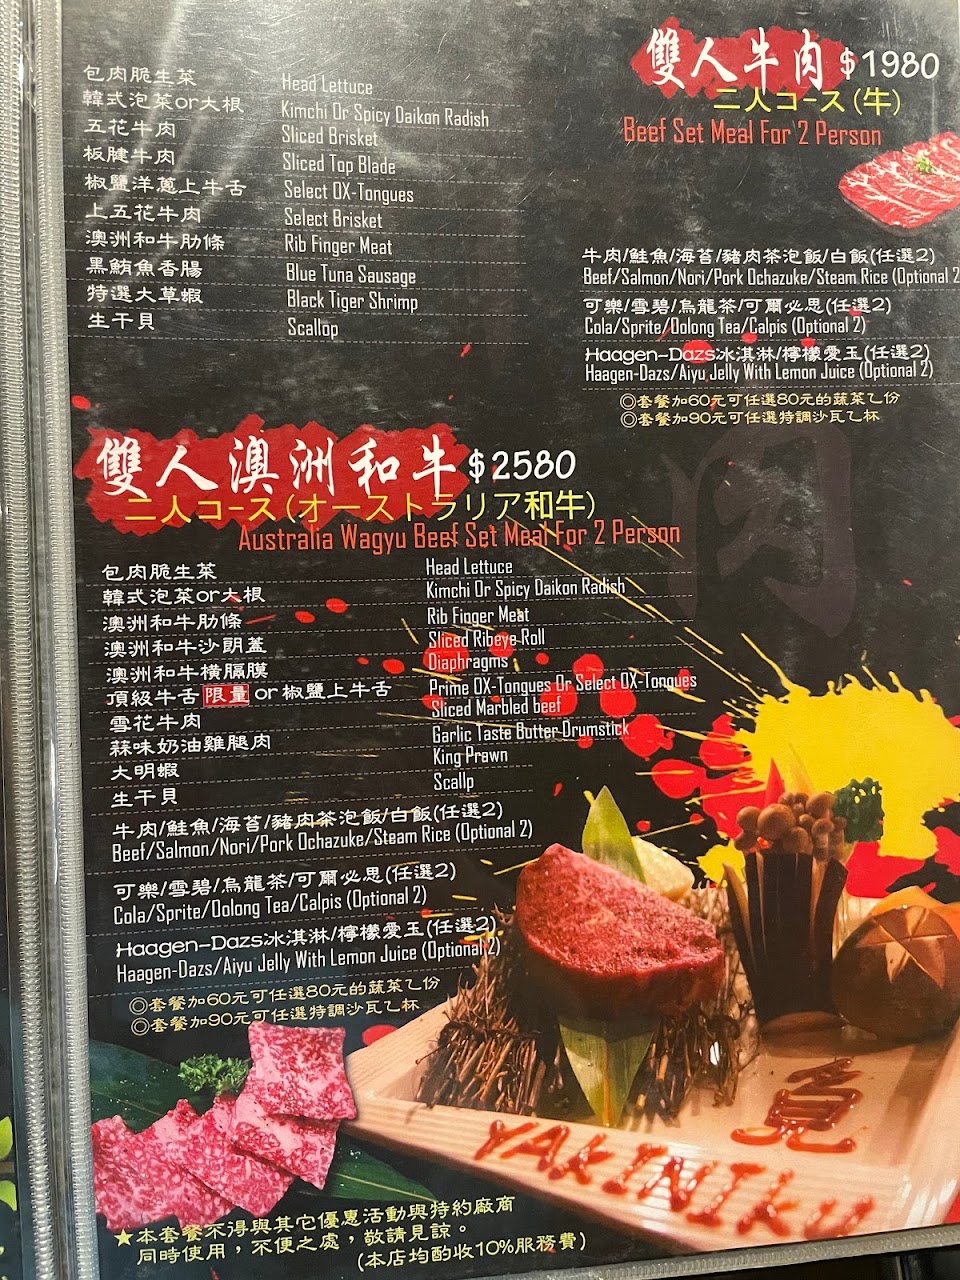 雙人牛肉 $1980
二人コース(牛)
Beef Set Meal For 2 Person
包肉脆生菜 Head Lettuce
韓式泡菜or大根 Kimchi Or Spicy Daikon Radish
五花牛肉 Sliced Brisket
板腱牛肉 Sliced Top Blade
椒鹽洋蔥上牛舌 Select OX-Tongues
上五花牛肉 Select Brisket
澳洲和牛肋條 Rib Finger Meat
黑鮪魚香腸 Blue Tuna Sausage
特選大草蝦 Black Tiger Shrimp
生干貝 Scallop
牛肉/鮭魚/海苔/豬肉茶泡飯/白飯(任選2)
Beef/Salmon/Nori/Pork Ochazuke/Steam Rice (Optional 2
可樂/雪碧/烏龍茶/可爾必思(任選2)
Cola/Sprite/Oolong Tea/Calpis (Optional 2)
Haagen-Dazs冰淇淋/檸檬愛玉(任選2)
Haagen-Dazs/Aiyu Jelly With Lemon Juice (Optional 2)
◎套餐加60元可任選80元的蔬菜乙份
◎套餐加90元可任選特調沙瓦乙杯
肉
雙人澳洲和牛 $2580
二人コース(オーストラリア和牛)
Australia Wagyu Beef Set Meal For 2 Person
包肉脆生菜 Head Lettuce
韓式泡菜or大根 Kimchi Or Spicy Daikon Radish
澳洲和牛肋條 Rib Finger Meat
澳洲和牛沙朗蓋 Sliced Ribeye Roll
澳洲和牛橫膈膜 Diaphragms
頂級牛舌限量or椒鹽上牛舌 Prime OX-Tongues Or Select OX-Tongues
雪花牛肉 Sliced Marbled beef
蒜味奶油雞腿肉 Garlic Taste Butter Drumstick
大明蝦 King Prawn
生干貝 Scallp
牛肉/鮭魚/海苔/豬肉茶泡飯/白飯(任選2)
Beef/Salmon/Nori/Pork Ochazuke/Steam Rice (Optional 2)
可樂/雪碧/烏龍茶/可爾必思(任選2)
Cola/Sprite/Oolong Tea/Calpis (Optional 2)
Haagen-Dazs冰淇淋/檸檬愛玉(任選2)
Haagen-Dazs/Aiyu Jelly With Lemon Juice (Optional 2)
◎套餐加60元可任選80元的蔬菜乙份
◎套餐加90元可任選特調沙瓦乙杯
YAKINIKU
★本套餐不得與其它優惠活動與特約廠商
同時使用，不便之處，敬請見諒。
(本店均酌收10%服務費)